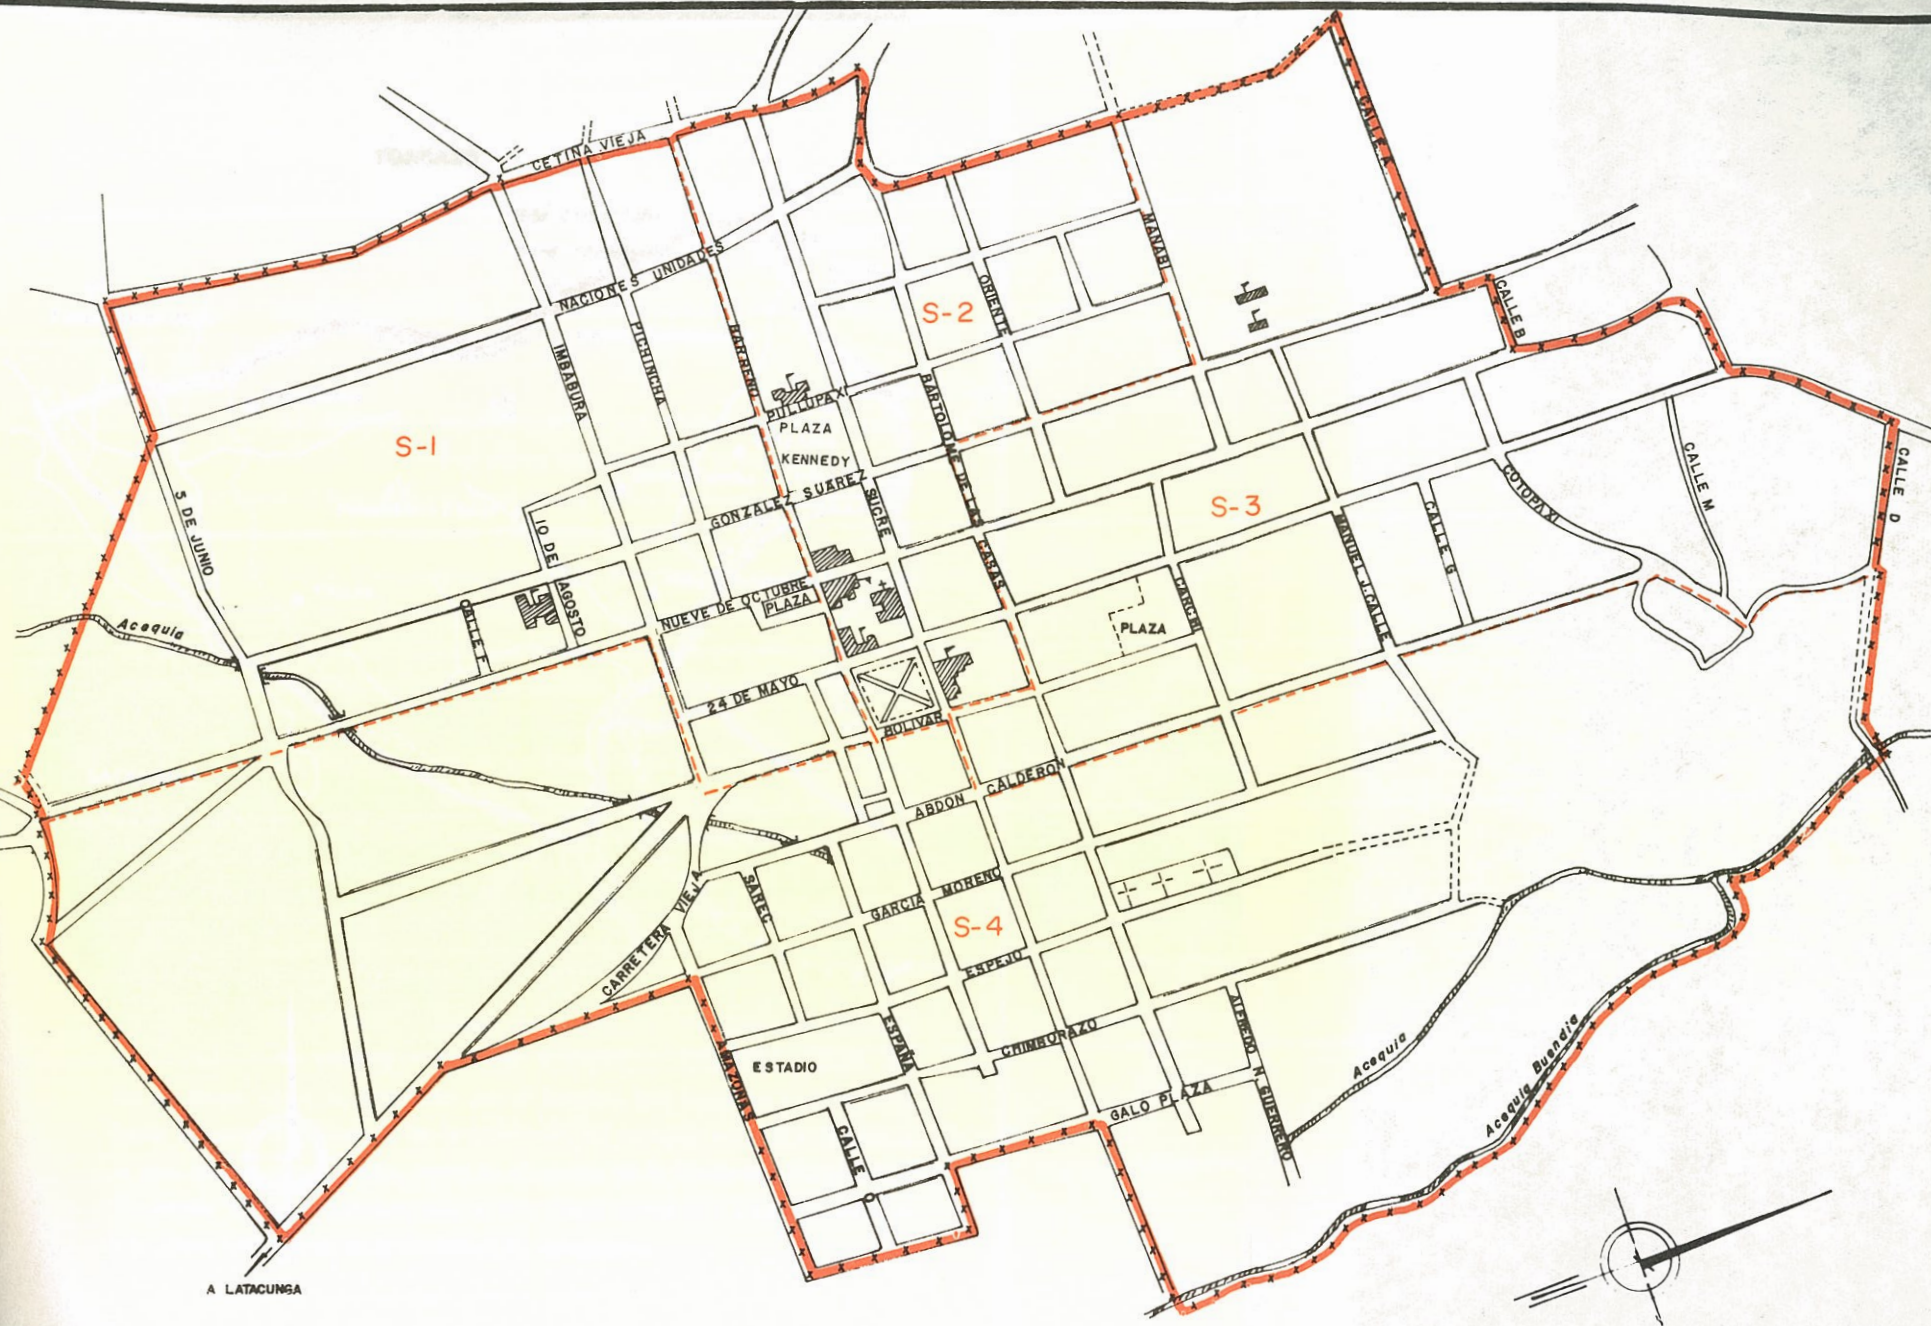 CETINA VIEJA
CALLE A
MANABI
NACIONES UNIDADES
ORIENTE
CALLE B
S-2
IMBABURA
PICHINCHA
BARRENO
PULLUPAXI
BARTOLOME DE LAS CASAS
PLAZA
KENNEDY
S-1
GONZALEZ SUAREZ
SUCRE
S-3
COTOPAXI
CALLE M
CALLE D
5 DE JUNIO
10 DE AGOSTO
CALLE G
MANUEL J. CALLE
CALLE F
NUEVE DE OCTUBRE
PLAZA
CARCHI
PLAZA
Acequia
24 DE MAYO
BOLIVAR
ABDON CALDERON
SAREC
GARCIA MORENO
CARRETERA VIEJA
S-4
ESPEJO
AMAZONAS
ESTADIO
ESPAÑA
CHIMBORAZO
ALFREDO N. GUERRERO
GALO PLAZA
Acequia
Acequia Buendia
CALLE O
A LATACUNGA